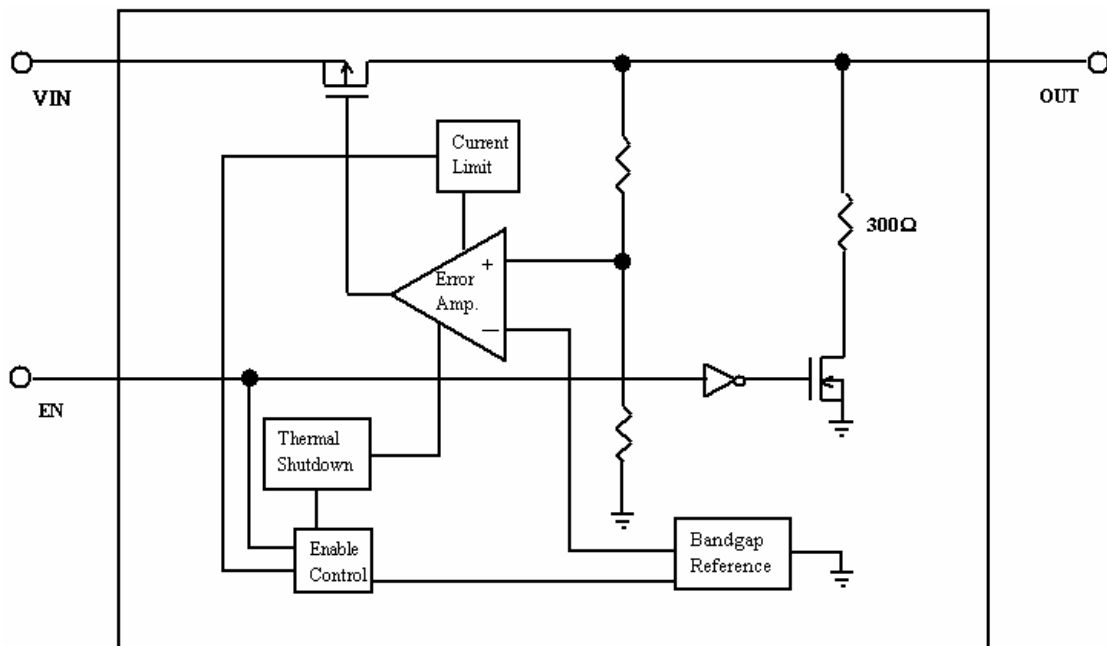 VIN
OUT
Current
Limit
300Ω
+
Error
Amp.
—
EN
Thermal
Shutdown
Enable
Control
Bandgap
Reference